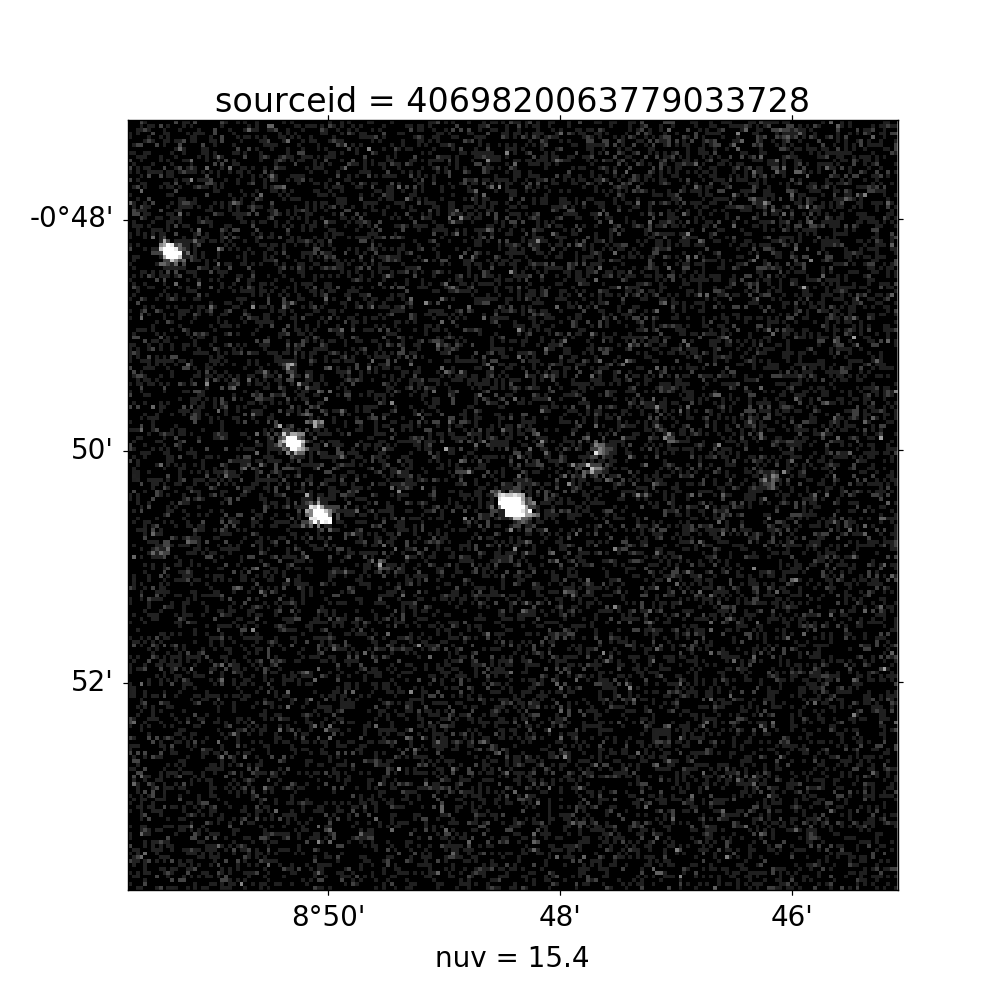 sourceid = 4069820063779033728
-0°48'
50'
52'
8°50' 48' 46'
nuv = 15.4